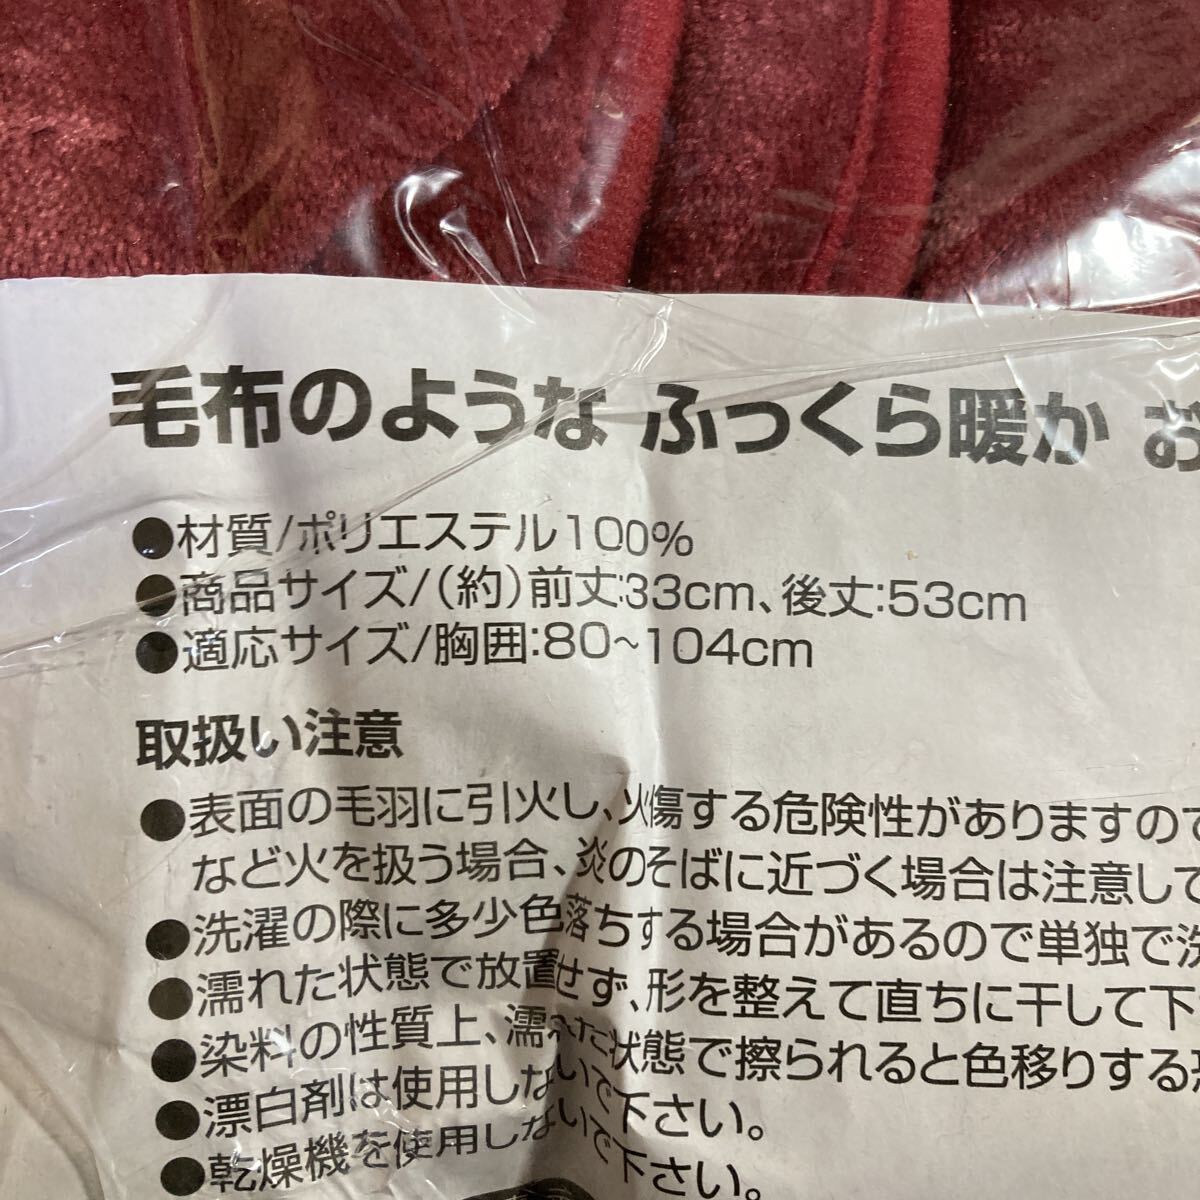 毛布のような ふっくら暖か お
●材質/ポリエステル100%
●商品サイズ/(約)前丈:33cm、後丈:53cm
●適応サイズ/胸囲:80~104cm
取扱い注意
●表面の毛羽に引火し、火傷する危険性がありますので
など火を扱う場合、炎のそばに近づく場合は注意して
●洗濯の際に多少色落ちする場合があるので単独で洗
●濡れた状態で放置せず、形を整えて直ちに干して下
●染料の性質上、濡れた状態で擦られると色移りする
●漂白剤は使用しないで下さい。
●乾燥機を使用しないで下さい。